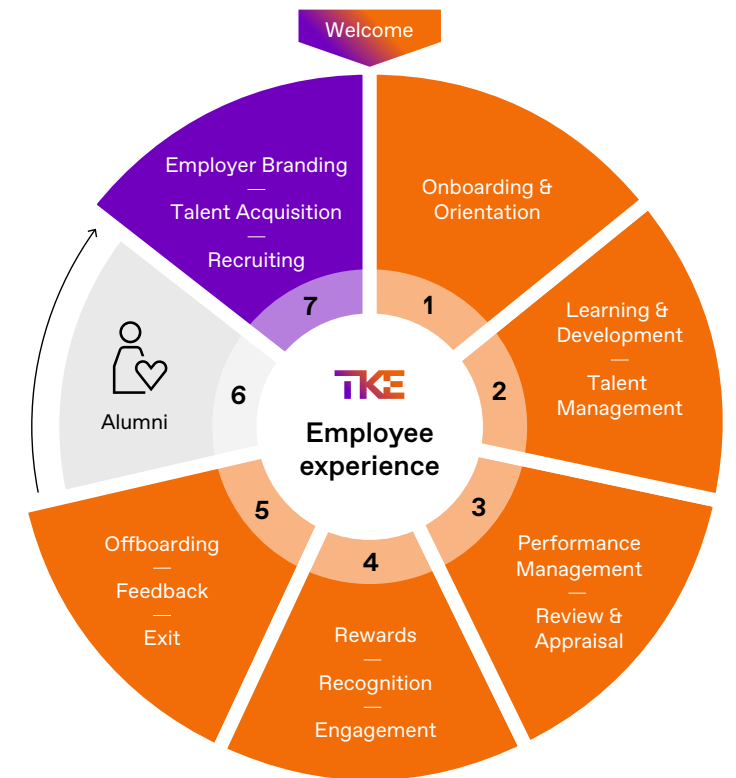 Welcome
Employer Branding
—
Talent Acquisition
—
Recruiting
7
Onboarding &
Orientation
1
Learning &
Development
—
Talent
Management
2
Performance
Management
—
Review &
Appraisal
3
Rewards
—
Recognition
—
Engagement
4
Offboarding
—
Feedback
—
Exit
5
Alumni
6
TKE
Employee
experience